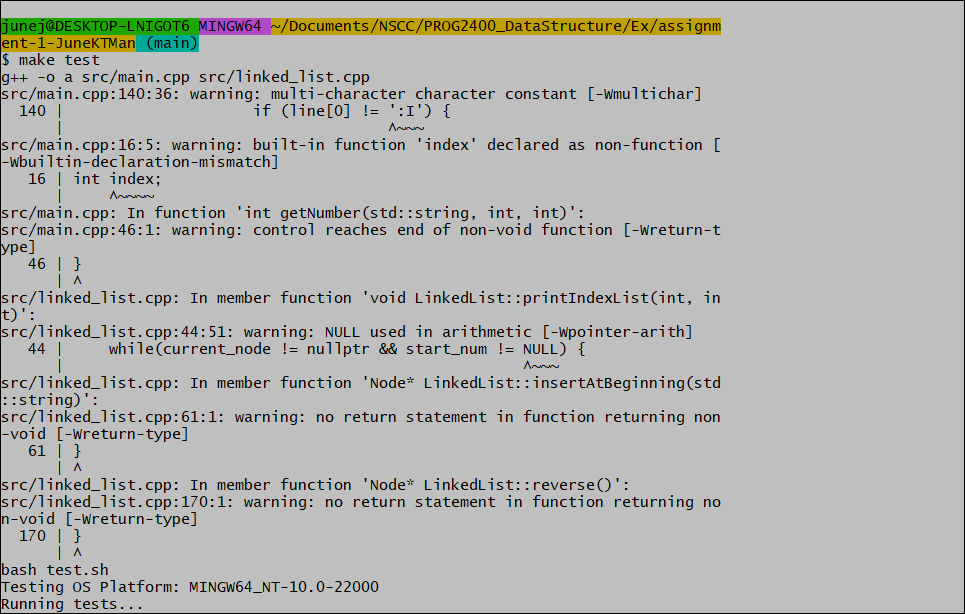 junej@DESKTOP-LNIGOT6 MINGW64 ~/Documents/NSCC/PROG2400_DataStructure/Ex/assignm
ent-1-JuneKTMan (main)
$ make test
g++ -o a src/main.cpp src/linked_list.cpp
src/main.cpp:140:36: warning: multi-character character constant [-Wmultichar]
  140 |                     if (line[0] != ':I') {
      |                                    ^~~~
src/main.cpp:16:5: warning: built-in function 'index' declared as non-function [
-Wbuiltin-declaration-mismatch]
   16 | int index;
      |     ^~~~~
src/main.cpp: In function 'int getNumber(std::string, int, int)':
src/main.cpp:46:1: warning: control reaches end of non-void function [-Wreturn-t
ype]
   46 | }
      | ^
src/linked_list.cpp: In member function 'void LinkedList::printIndexList(int, in
t)':
src/linked_list.cpp:44:51: warning: NULL used in arithmetic [-Wpointer-arith]
   44 |     while(current_node != nullptr && start_num != NULL) {
      |                                                   ^~~~
src/linked_list.cpp: In member function 'Node* LinkedList::insertAtBeginning(std
::string)':
src/linked_list.cpp:61:1: warning: no return statement in function returning non
-void [-Wreturn-type]
   61 | }
      | ^
src/linked_list.cpp: In member function 'Node* LinkedList::reverse()':
src/linked_list.cpp:170:1: warning: no return statement in function returning no
n-void [-Wreturn-type]
  170 | }
      | ^
bash test.sh
Testing OS Platform: MINGW64_NT-10.0-22000
Running tests...